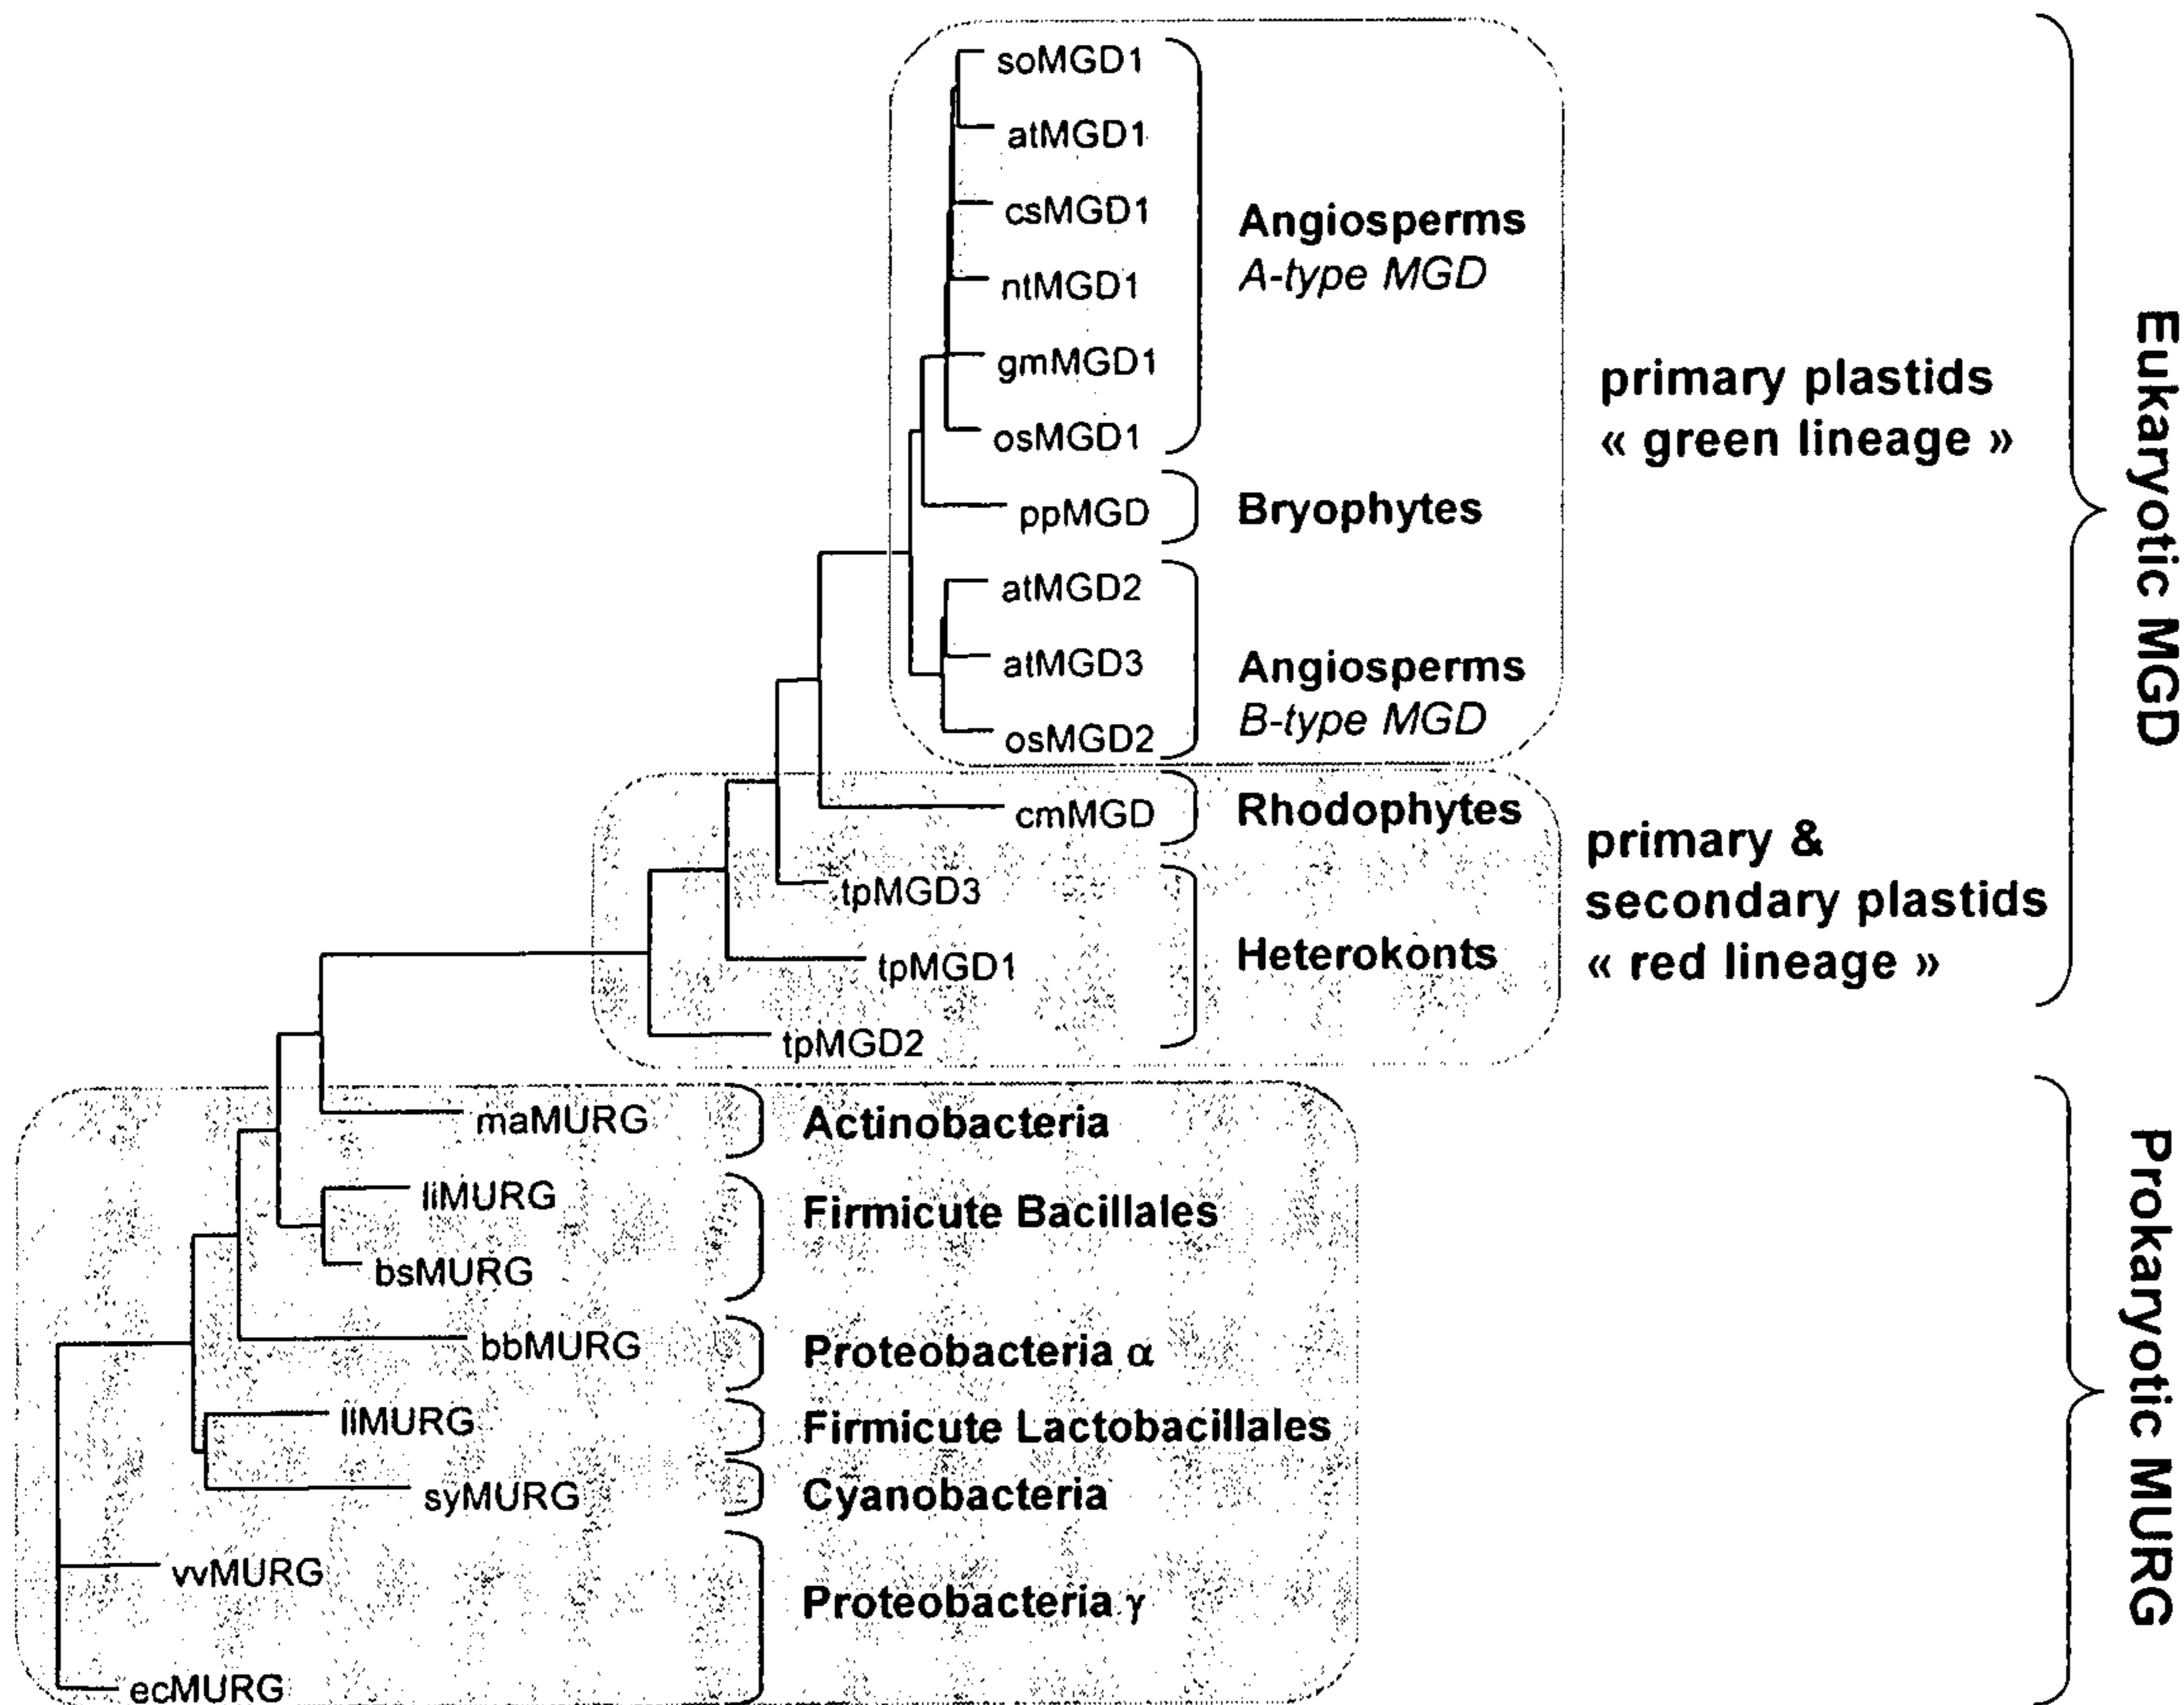 soMGD1
atMGD1
csMGD1
ntMGD1
gmMGD1
osMGD1
Angiosperms
A-type MGD
ppMGD
Bryophytes
atMGD2
atMGD3
osMGD2
Angiosperms
B-type MGD
primary plastids
« green lineage »
cmMGD
Rhodophytes
tpMGD3
tpMGD1
tpMGD2
Heterokonts
primary &
secondary plastids
« red lineage »
Eukaryotic MGD
maMURG
Actinobacteria
liMURG
bsMURG
Firmicute Bacillales
bbMURG
Proteobacteria α
llMURG
Firmicute Lactobacillales
syMURG
Cyanobacteria
vvMURG
ecMURG
Proteobacteria γ
Prokaryotic MURG